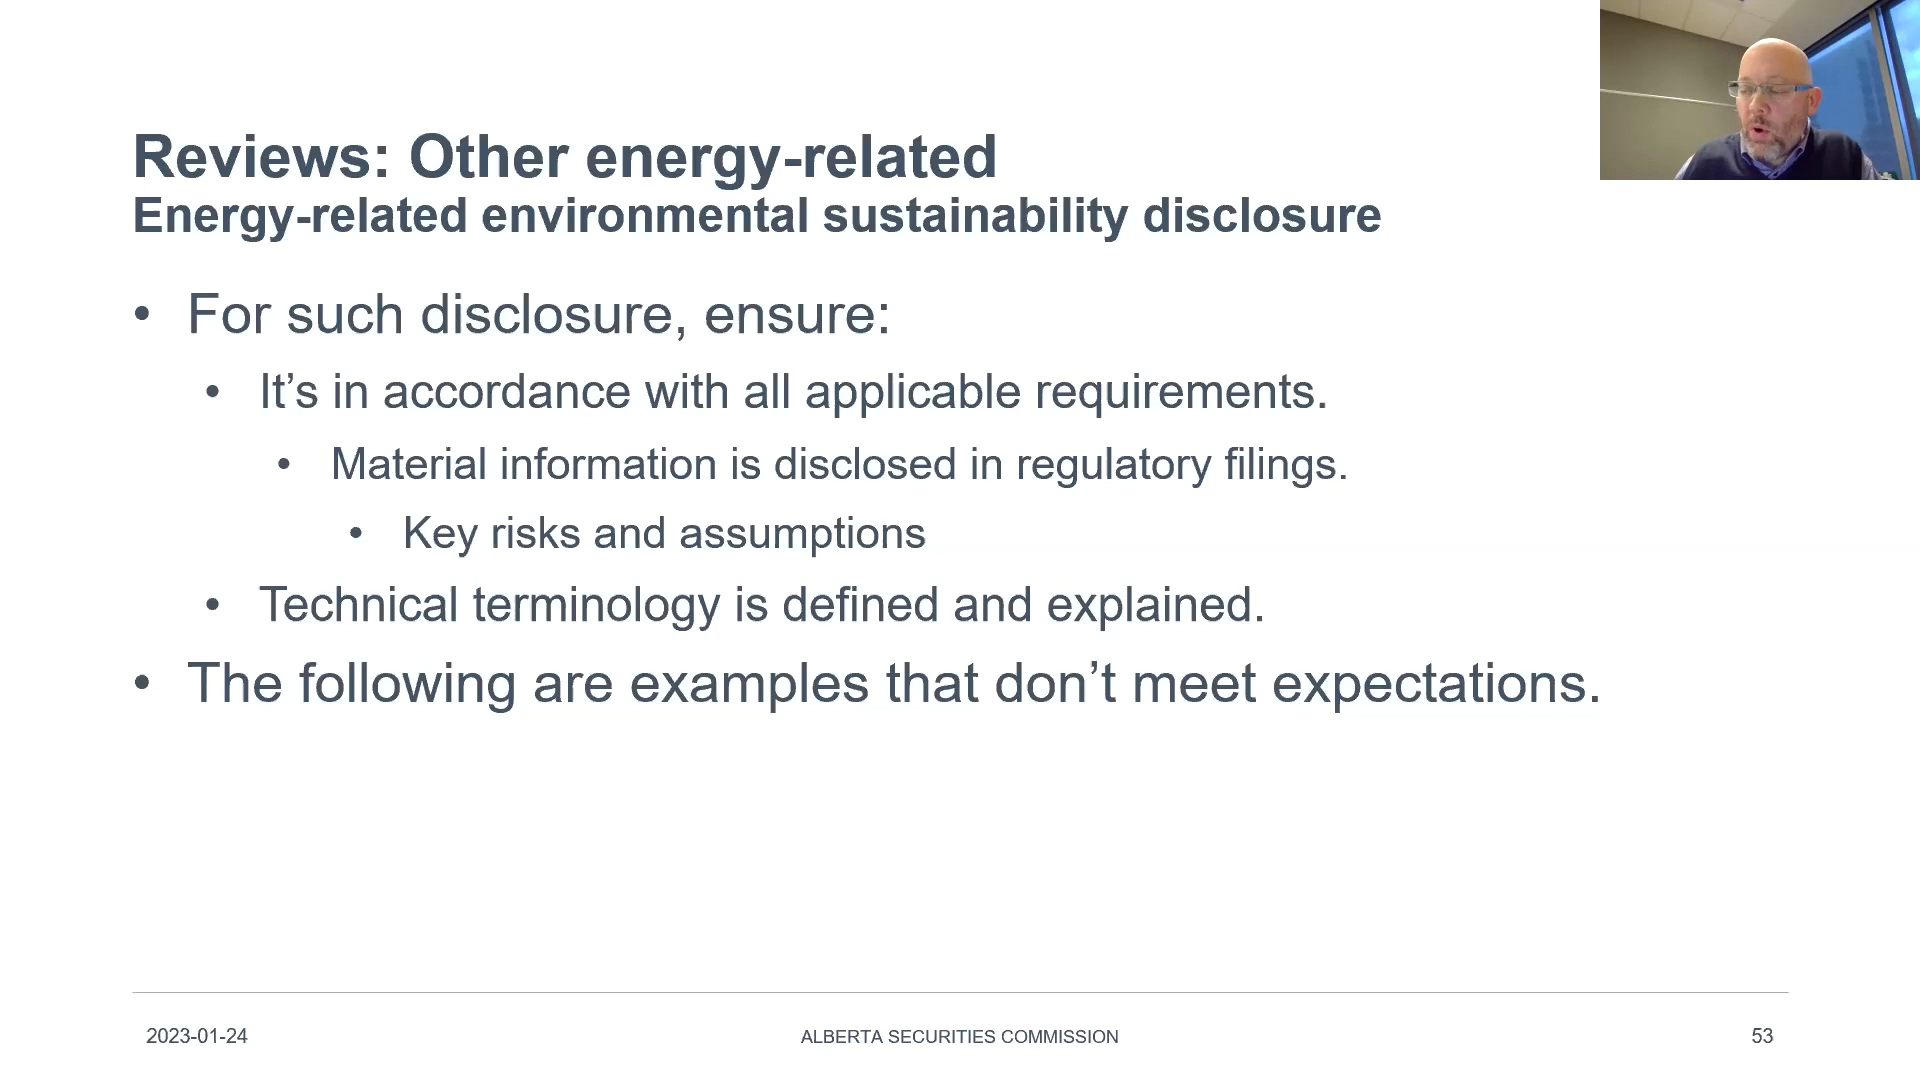 Reviews: Other energy-related
Energy-related environmental sustainability disclosure
• For such disclosure, ensure:
• It’s in accordance with all applicable requirements.
• Material information is disclosed in regulatory filings.
• Key risks and assumptions
• Technical terminology is defined and explained.
• The following are examples that don’t meet expectations.
2023-01-24
ALBERTA SECURITIES COMMISSION
53